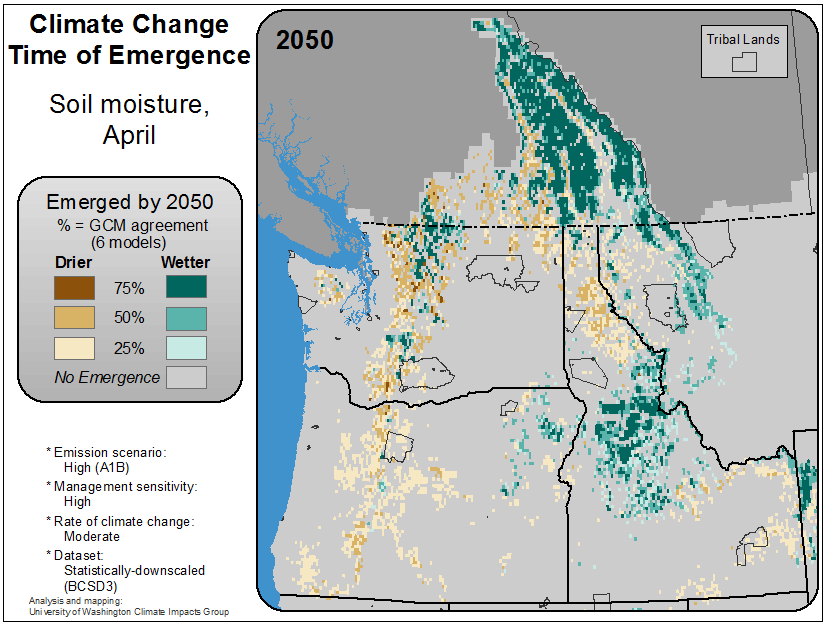 Climate Change
Time of Emergence
Soil moisture,
April
Emerged by 2050
% = GCM agreement
(6 models)
Drier Wetter
75%
50%
25%
No Emergence
* Emission scenario:
High (A1B)
* Management sensitivity:
High
* Rate of climate change:
Moderate
* Dataset:
Statistically-downscaled
(BCSD3)
Analysis and mapping:
University of Washington Climate Impacts Group
2050
Tribal Lands